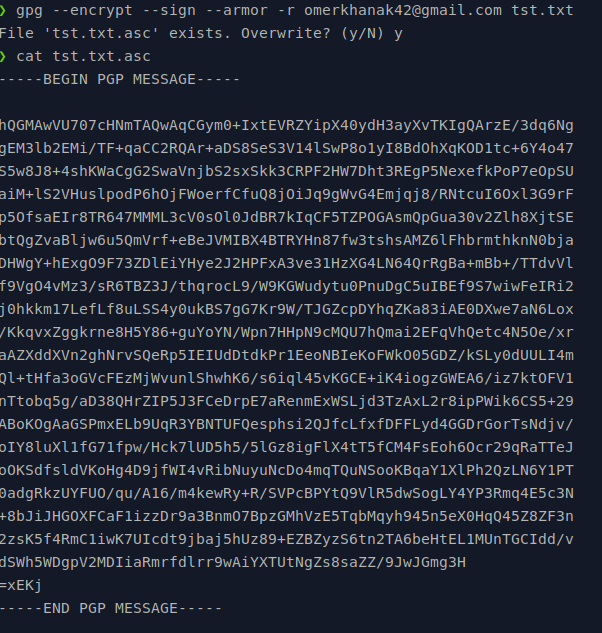 ❯ gpg --encrypt --sign --armor -r omerkhanak42@gmail.com tst.txt
File 'tst.txt.asc' exists. Overwrite? (y/N) y
❯ cat tst.txt.asc
-----BEGIN PGP MESSAGE-----
hQGMAwVU707cHNmTAQwAqCGym0+IxtEVRZYipX40ydH3ayXvTKIgQArzE/3dq6Ng
gEM3lb2EMi/TF+qaCC2RQAr+aDS8SeS3V14lSwP8o1yI8BdOhXqKOD1tc+6Y4o47
S5w8J8+4shKWaCgG2SwaVnjbS2sxSkk3CRPF2HW7Dht3REgP5NexefkPoP7eOpSU
aiM+lS2VHuslpodP6hOjFWoerfCfuQ8jOiJq9gWvG4Emjqj8/RNtcuI6Oxl3G9rF
p5OfsaEIr8TR647MMML3cV0sOl0JdBR7kIqCF5TZPOGAsmQpGua30v2Zlh8XjtSE
btQgZvaBljw6u5QmVrf+eBeJVMIBX4BTRYHn87fw3tshsAMZ6lFhbrmthknN0bja
DHWgY+hExgO9F73ZDlEiYHye2J2HPFxA3ve31HzXG4LN64QrRgBa+mBb+/TTdvVl
f9VgO4vMz3/sR6TBZ3J/thqrocL9/W9KGWudytu0PnuDgC5uIBEf9S7wiwFeIRi2
j0hkkm17LefLf8uLSS4y0ukBS7gG7Kr9W/TJGZcpDYhqZKa83iAE0DXwe7aN6Lox
/KkqvxZggkrne8H5Y86+guYoYN/Wpn7HHpN9cMQU7hQmai2EFqVhQetc4N5Oe/xr
aAZXddXVn2ghNrvSQeRp5IEIUdDtdkPr1EeoNBIeKoFWkO05GDZ/kSLy0dUULI4m
Ql+tHfa3oGVcFEzMjWvunlShwhK6/s6iql45vKGCE+iK4iogzGWEA6/iz7ktOFV1
nTtobq5g/aD38QHrZIP5J3FCeDrpE7aRenmExWSLjd3TzAxL2r8ipPWik6CS5+29
ABoKOgAaGSPmxELb9UqR3YBNTUFQesphsi2QJfcLfxfDFFLyd4GGDrGorTsNdjv/
oIY8luXl1fG71fpw/Hck7lUD5h5/5lGz8igFlX4tT5fCM4FsEoh6Ocr29qRaTTeJ
oOKSdfsldVKoHg4D9jfWI4vRibNuyuNcDo4mqTQuNSooKBqaY1XlPh2QzLN6Y1PT
0adgRkzUYFUO/qu/A16/m4kewRy+R/SVPcBPYtQ9VlR5dwSogLY4YP3Rmq4E5c3N
+8bJiJHGOXFCaF1izzDr9a3BnmO7BpzGMhVzE5TqbMqyh945n5eX0HqQ45Z8ZF3n
2zsK5f4RmC1iwK7UIcdt9jbaj5hUz89+EZBZyzS6tn2TA6beHtEL1MUnTGCIdd/v
dSWh5WDgpV2MDIiaRmrfdlrr9wAiYXTUtNgZs8saZZ/9JwJGmg3H
=xEKj
-----END PGP MESSAGE-----